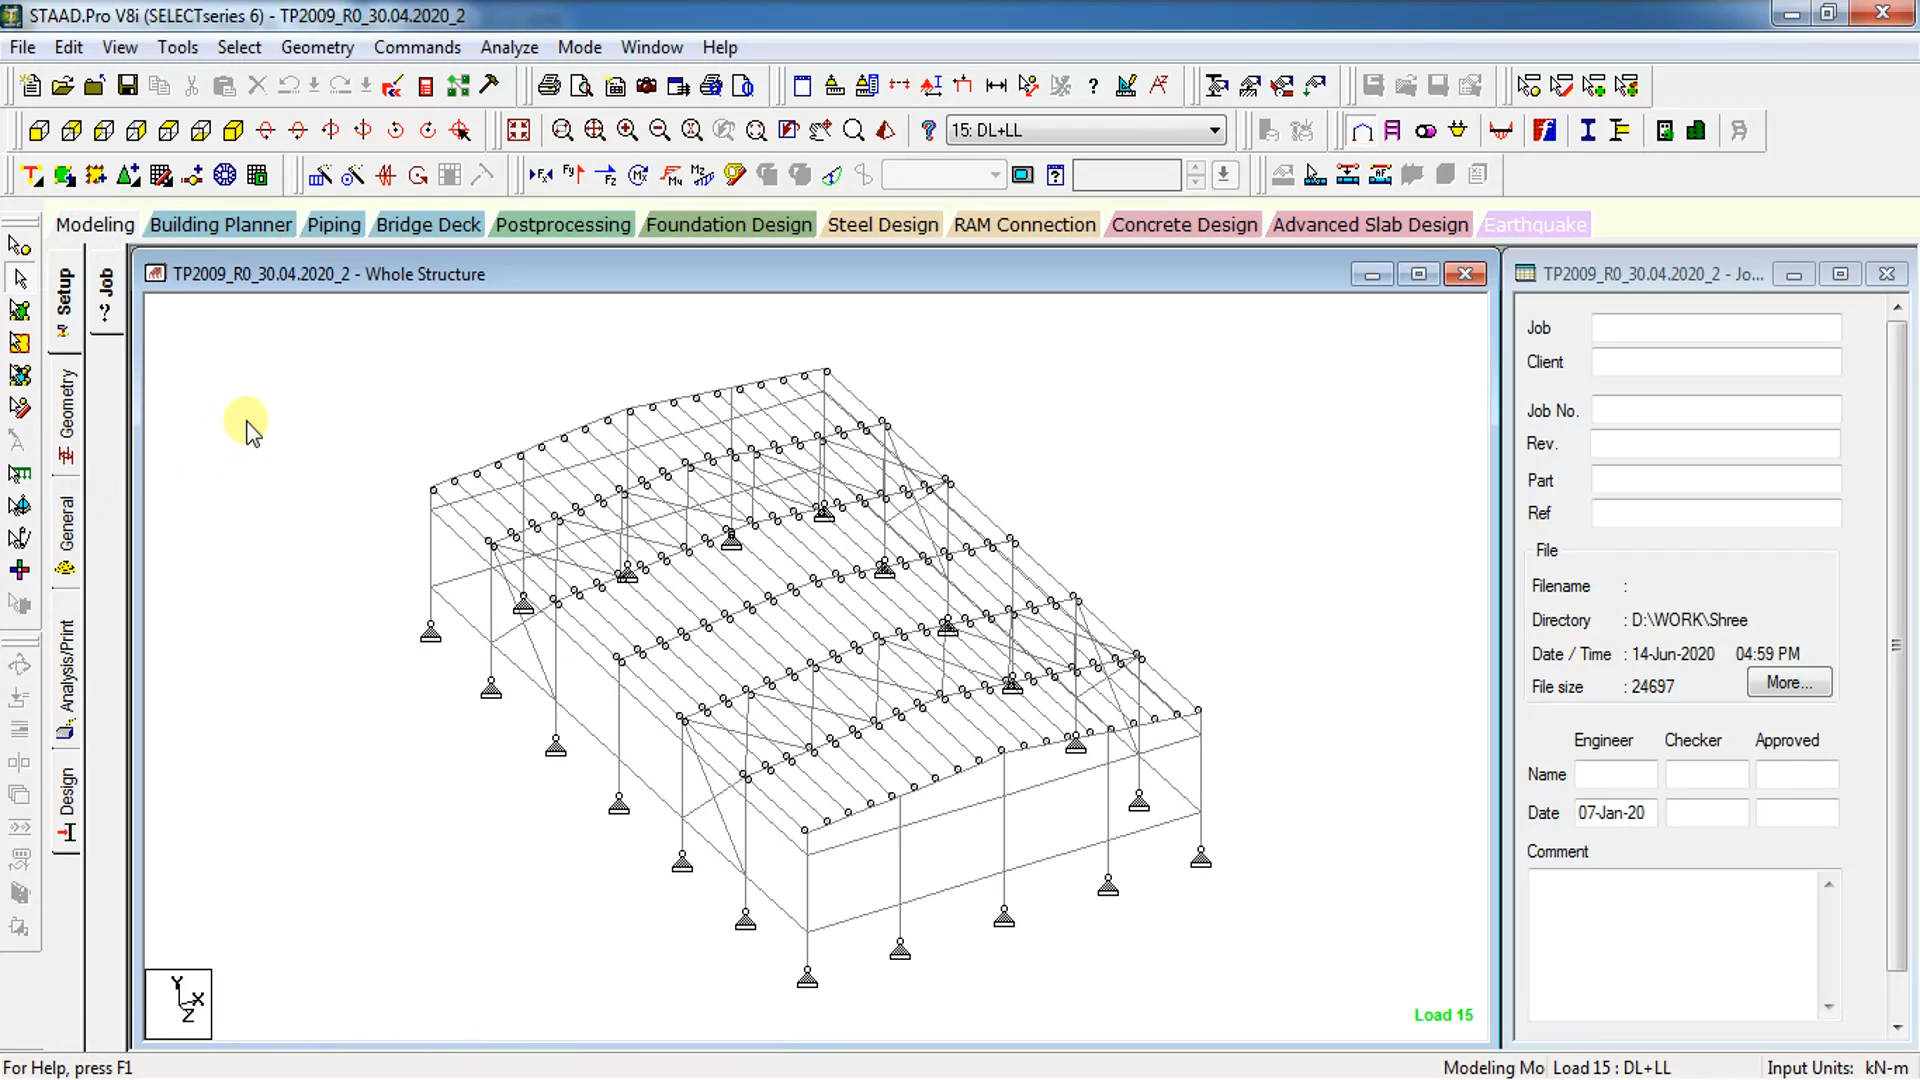 STAAD.Pro V8i (SELECTseries 6) - TP2009_R0_30.04.2020_2
File Edit View Tools Select Geometry Commands Analyze Mode Window Help
15: DL+LL
Modeling Building Planner Piping Bridge Deck Postprocessing Foundation Design Steel Design RAM Connection Concrete Design Advanced Slab Design Earthquake
Setup
Geometry
General
Analysis/Print
Design
Job
TP2009_R0_30.04.2020_2 - Whole Structure
Y
X
Z
Load 15
TP2009_R0_30.04.2020_2 - Jo...
Job
Client
Job No.
Rev.
Part
Ref
File
Filename :
Directory : D:\WORK\Shree
Date / Time : 14-Jun-2020 04:59 PM
File size : 24697 More...
Engineer Checker Approved
Name
Date 07-Jan-20
Comment
For Help, press F1 Modeling Mo Load 15 : DL+LL Input Units: kN-m